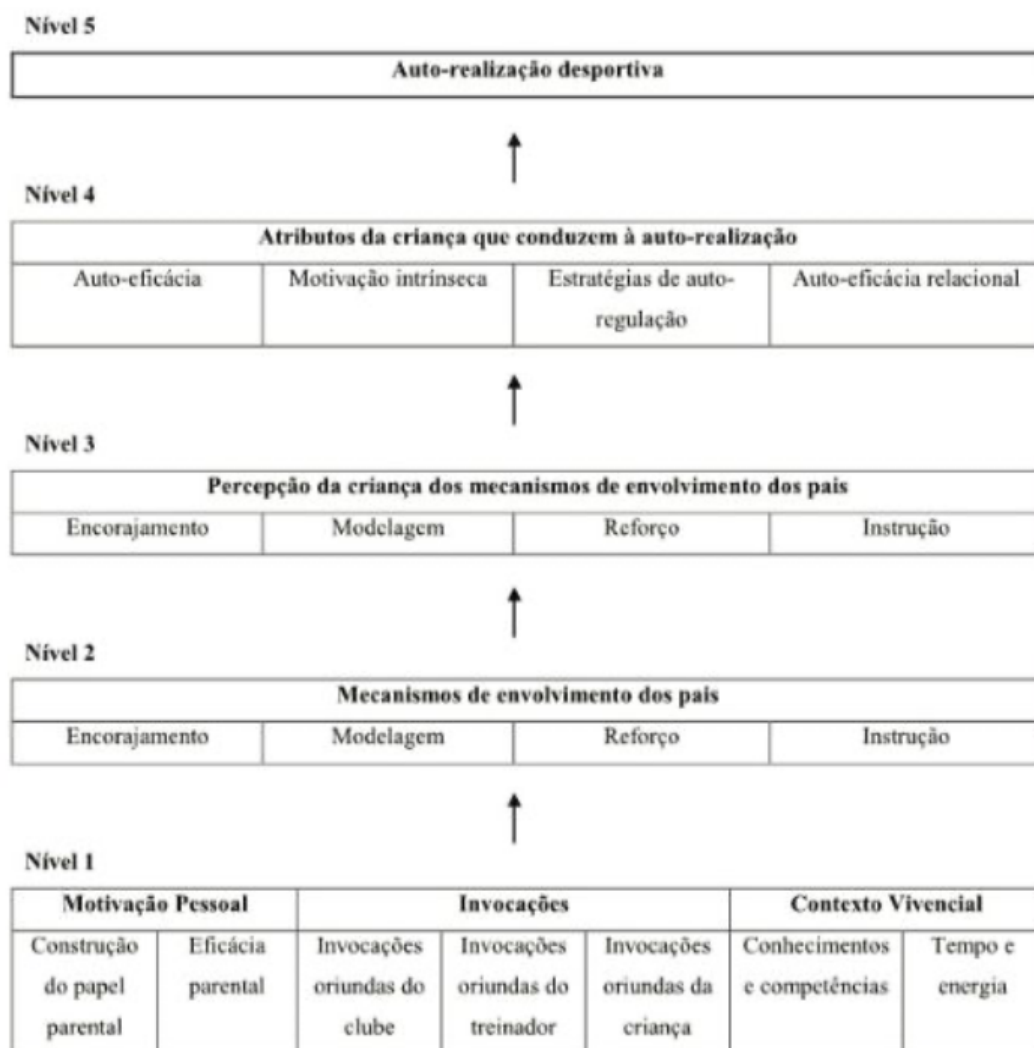 Nível 5
Auto-realização desportiva
Nível 4
Atributos da criança que conduzem à auto-realização
Auto-eficácia Motivação intrínseca Estratégias de auto- Auto-eficácia relacional
regulação
Nível 3
Percepção da criança dos mecanismos de envolvimento dos pais
Encorajamento Modelagem Reforço Instrução
Nível 2
Mecanismos de envolvimento dos pais
Encorajamento Modelagem Reforço Instrução
Nível 1
Motivação Pessoal Invocações Contexto Vivencial
Construção Eficácia Invocações Invocações Invocações Conhecimentos Tempo e
do papel parental oriundas do oriundas do oriundas da e competências energia
parental clube treinador criança